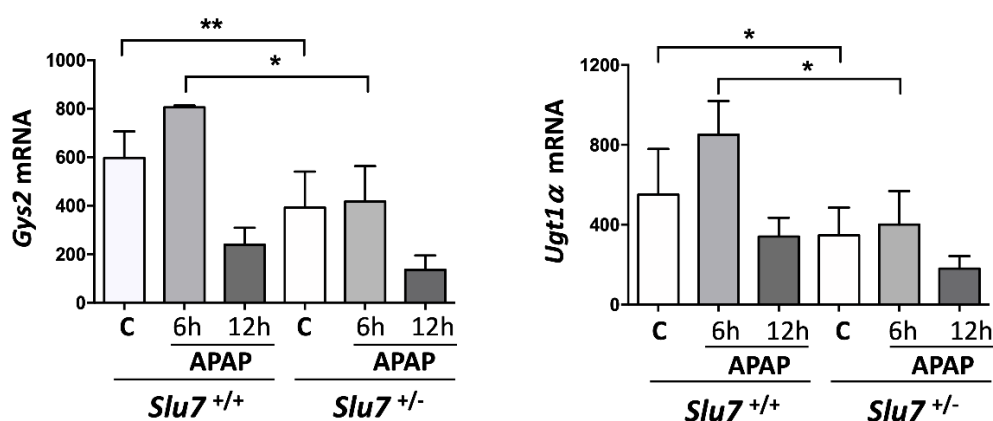 **
*
1000
800
600
400
200
0
Gys2 mRNA
C 6h 12h C 6h 12h
APAP APAP
Slu7 +/+ Slu7 +/-
*
*
1200
800
400
0
Ugt1α mRNA
C 6h 12h C 6h 12h
APAP APAP
Slu7 +/+ Slu7 +/-